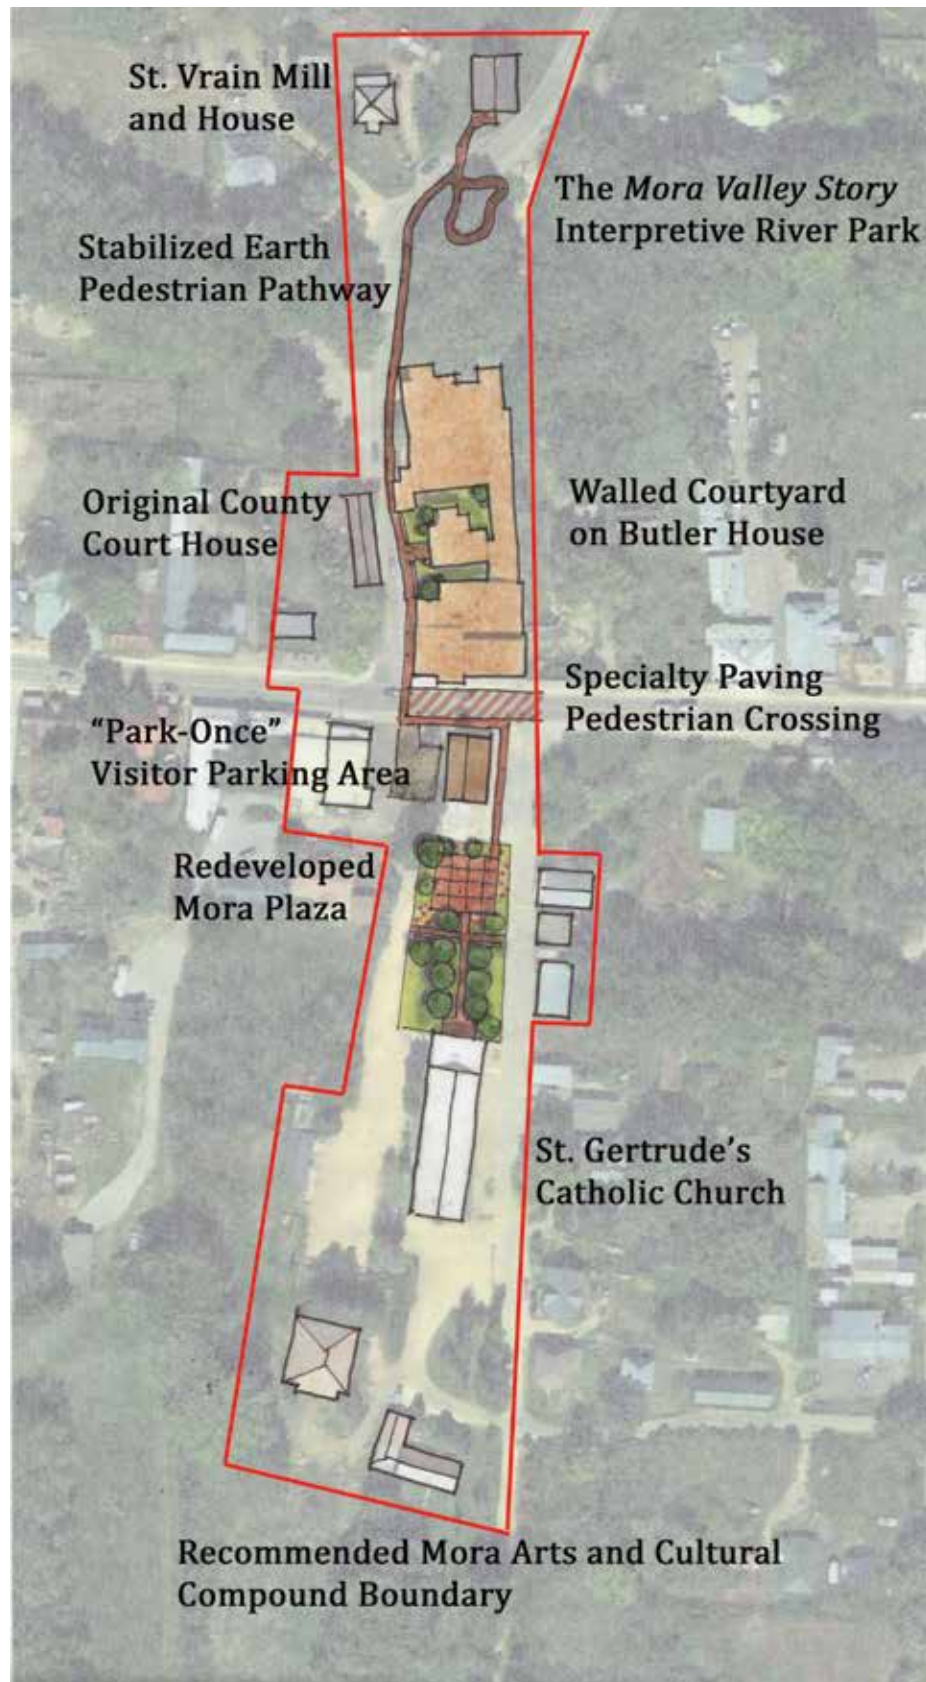 St. Vrain Mill
and House
The Mora Valley Story
Interpretive River Park
Stabilized Earth
Pedestrian Pathway
Original County
Court House
Walled Courtyard
on Butler House
Specialty Paving
Pedestrian Crossing
“Park-Once”
Visitor Parking Area
Redeveloped
Mora Plaza
St. Gertrude’s
Catholic Church
Recommended Mora Arts and Cultural
Compound Boundary